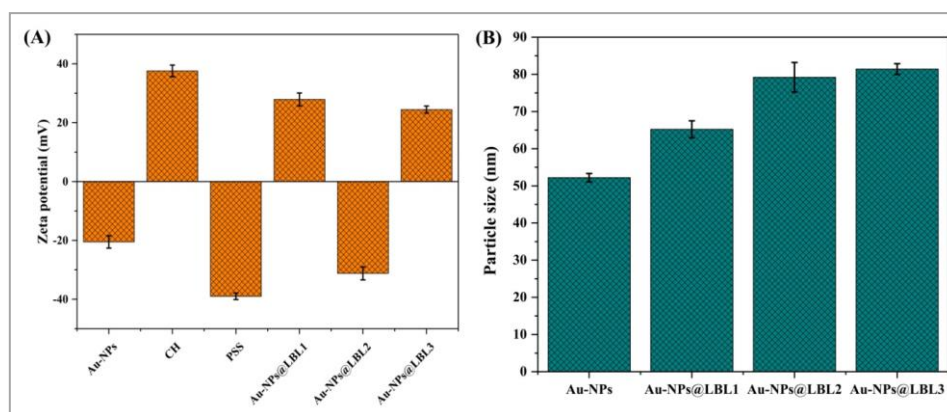 (A)
40
20
0
-20
-40
Zeta potential (mV)
Au-NPs
CH
PSS
Au-NPs@LBL1
Au-NPs@LBL2
Au-NPs@LBL3
(B)
90
80
70
60
50
40
30
20
10
0
Particle size (nm)
Au-NPs
Au-NPs@LBL1
Au-NPs@LBL2
Au-NPs@LBL3